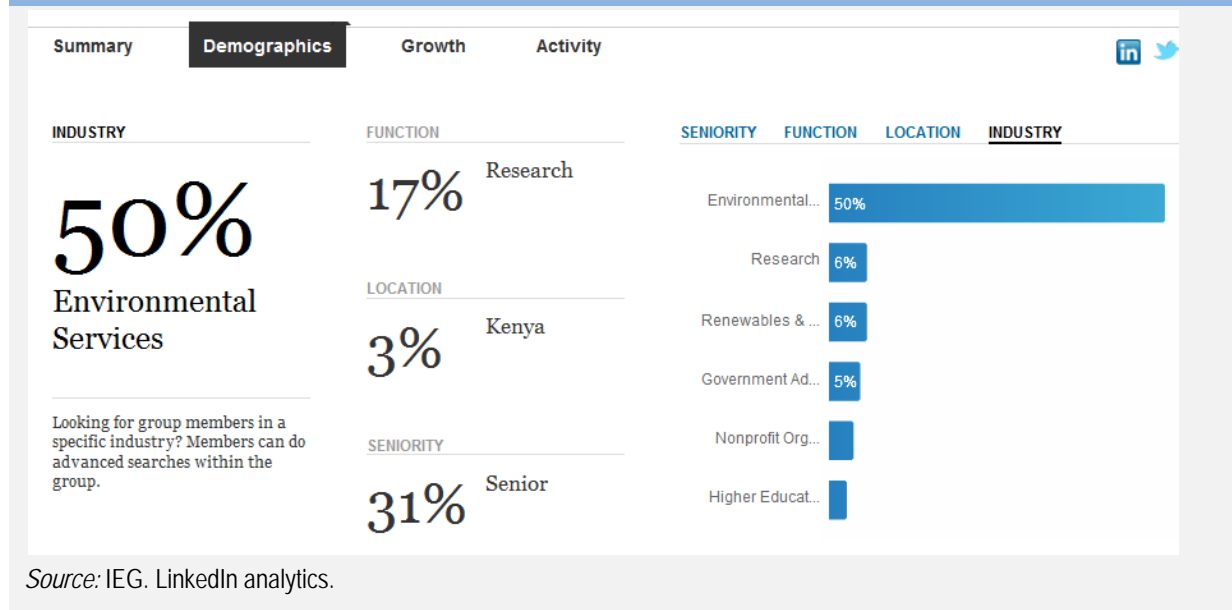 Summary Demographics Growth Activity
in
INDUSTRY
50%
Environmental
Services
Looking for group members in a
specific industry? Members can do
advanced searches within the
group.
FUNCTION
17% Research
LOCATION
3% Kenya
SENIORITY
31% Senior
SENIORITY FUNCTION LOCATION INDUSTRY
Environmental... 50%
Research 6%
Renewables & ... 6%
Government Ad... 5%
Nonprofit Org...
Higher Educat...
Source: IEG. LinkedIn analytics.